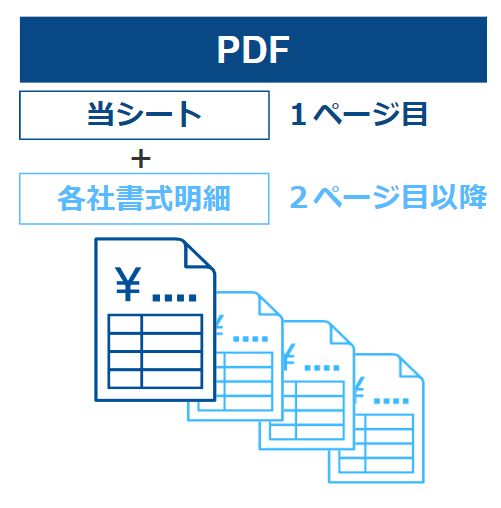 PDF
当シート １ページ目
+
各社書式明細 ２ページ目以降
¥ ....
¥ ....
¥ ....
¥ ....